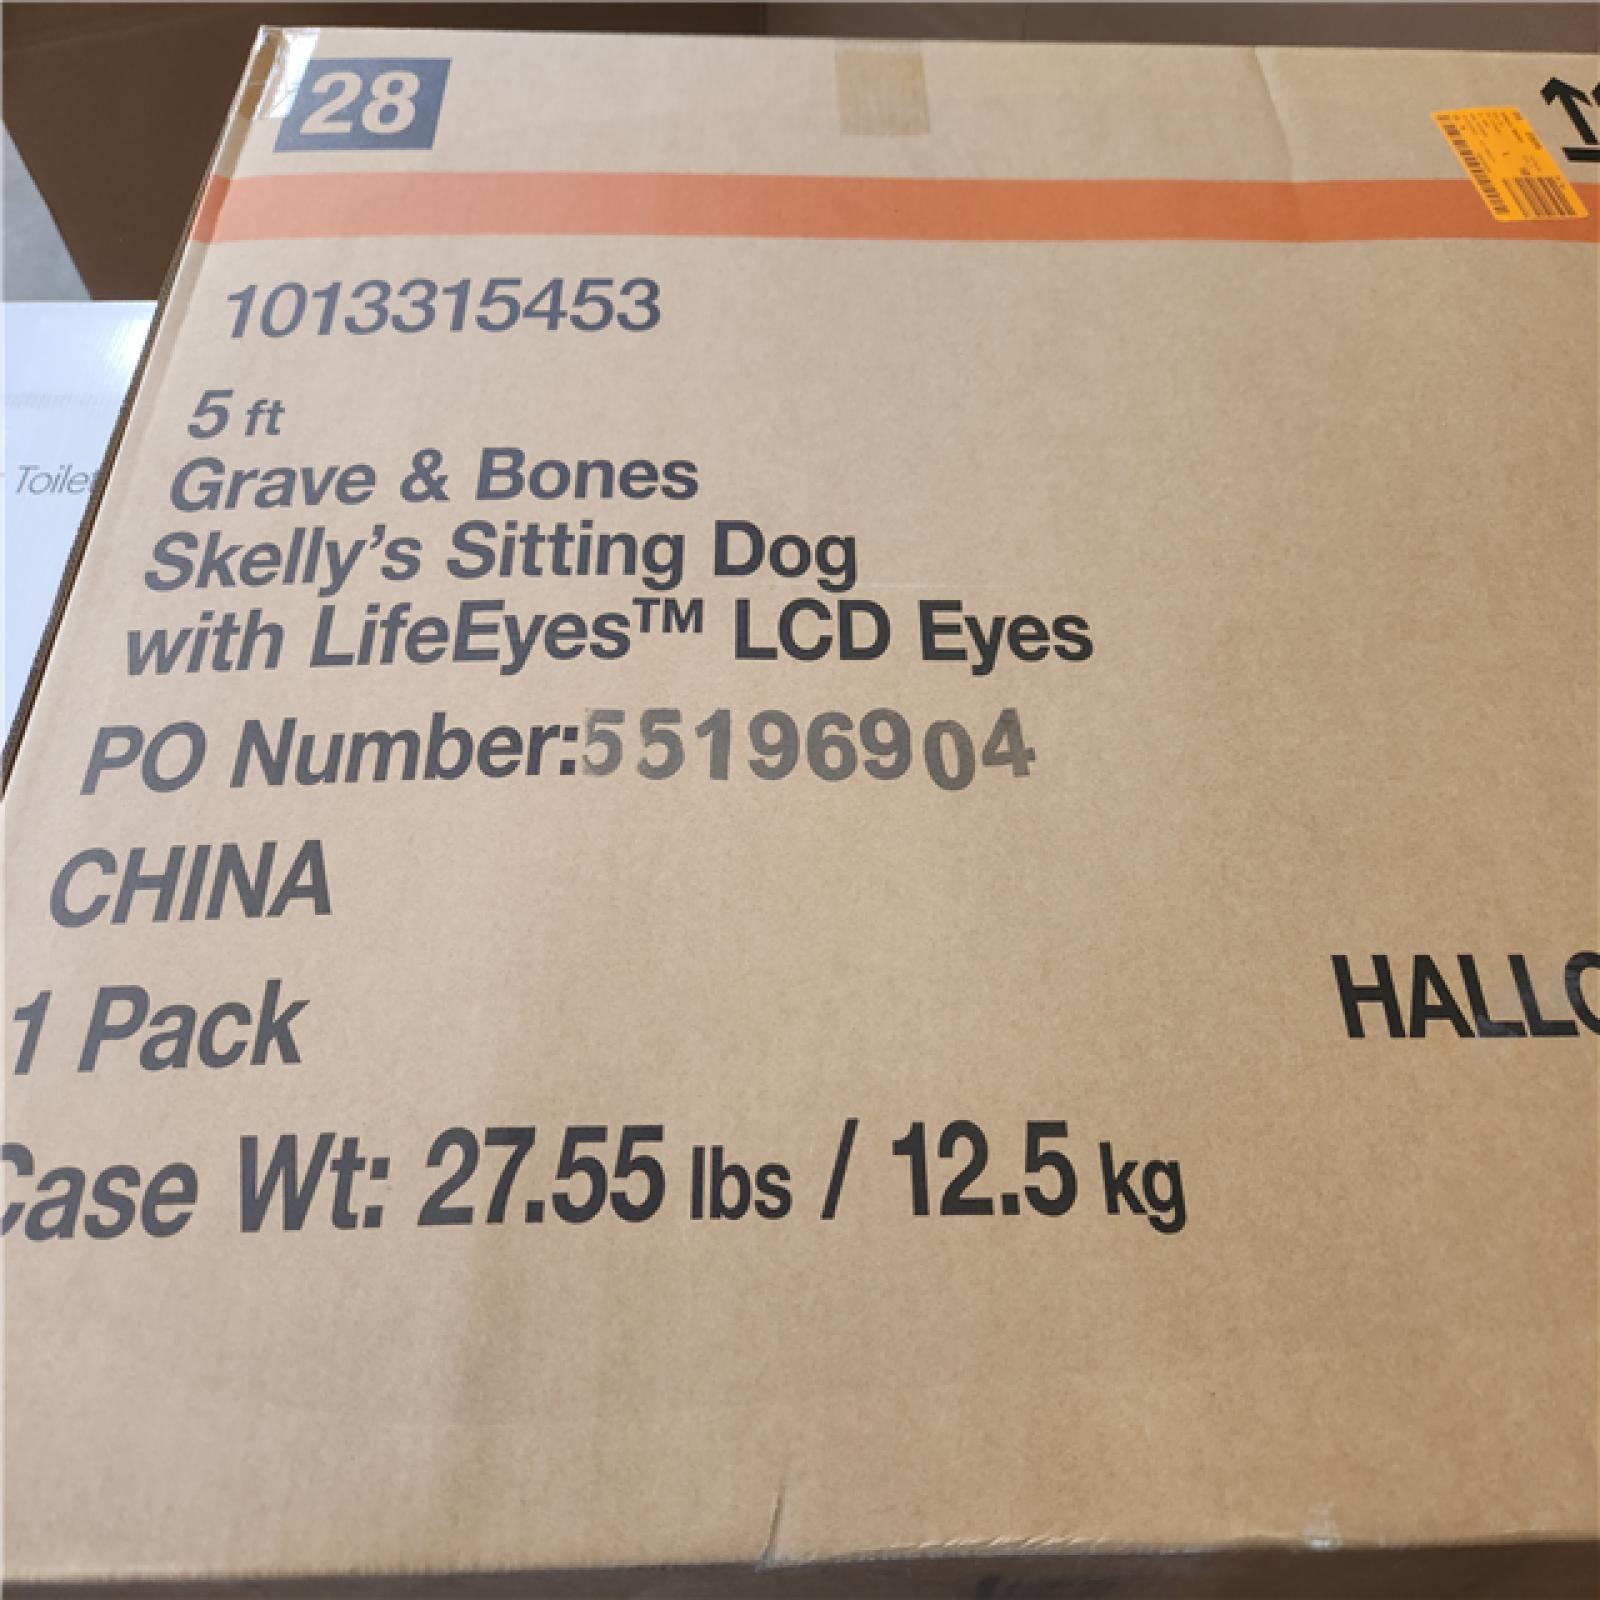 28
1013315453
5 ft
Grave & Bones
Skelly's Sitting Dog
with LifeEyes™ LCD Eyes
PO Number:55196904
CHINA
1 Pack
HALLO
Case Wt: 27.55 lbs / 12.5 kg
Toilet